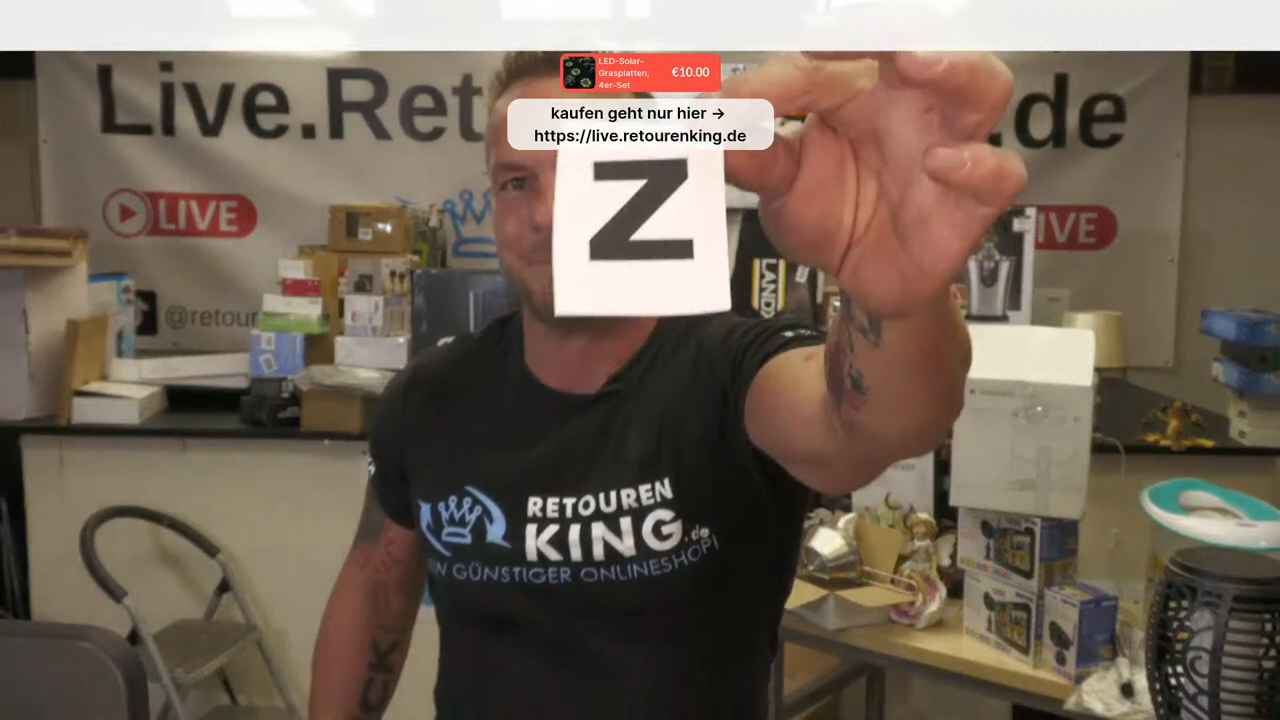 LED-Solar-
Grasplatten,
4er-Set
€10.00
kaufen geht nur hier →
https://live.retourenking.de
Live.Ret
.de
LIVE
LIVE
@retour
Z
LANDX
RETOUREN
KING.de
IN GÜNSTIGER ONLINESHOP!